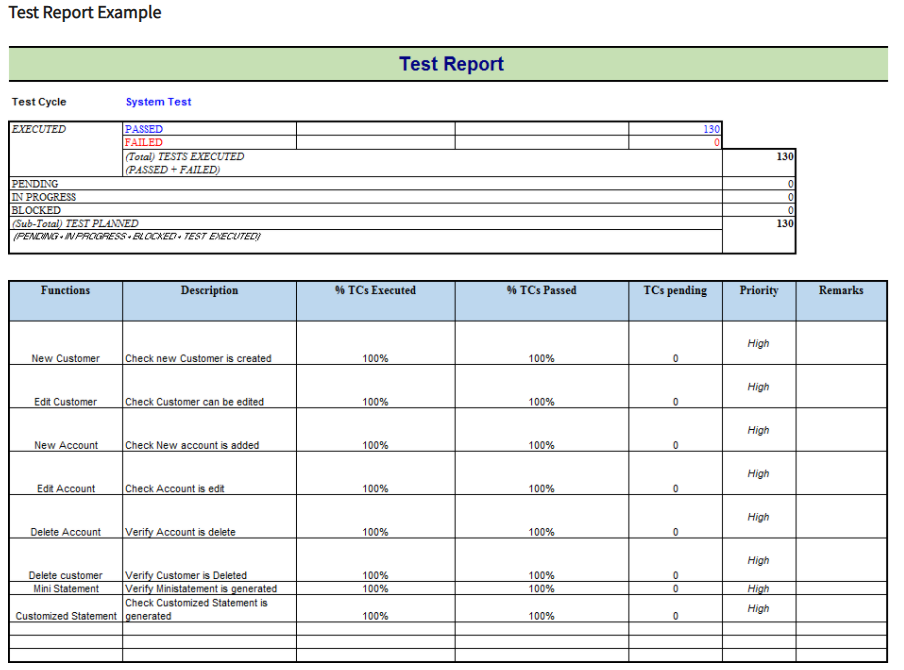 Test Report Example
Test Report
Test Cycle System Test
EXECUTED PASSED 130
FAILED 0
(Total) TESTS EXECUTED 130
(PASSED + FAILED)
PENDING 0
IN PROGRESS 0
BLOCKED 0
(Sub-Total) TEST PLANNED 130
(PENDING + IN PROGRESS + BLOCKED + TEST EXECUTED)
Functions Description % TCs Executed % TCs Passed TCs pending Priority Remarks
New Customer Check new Customer is created 100% 100% 0 High
Edit Customer Check Customer can be edited 100% 100% 0 High
New Account Check New account is added 100% 100% 0 High
Edit Account Check Account is edit 100% 100% 0 High
Delete Account Verify Account is delete 100% 100% 0 High
Delete customer Verify Customer is Deleted 100% 100% 0 High
Mini Statement Verify Ministatement is generated 100% 100% 0 High
Check Customized Statement is
Customized Statement generated 100% 100% 0 High